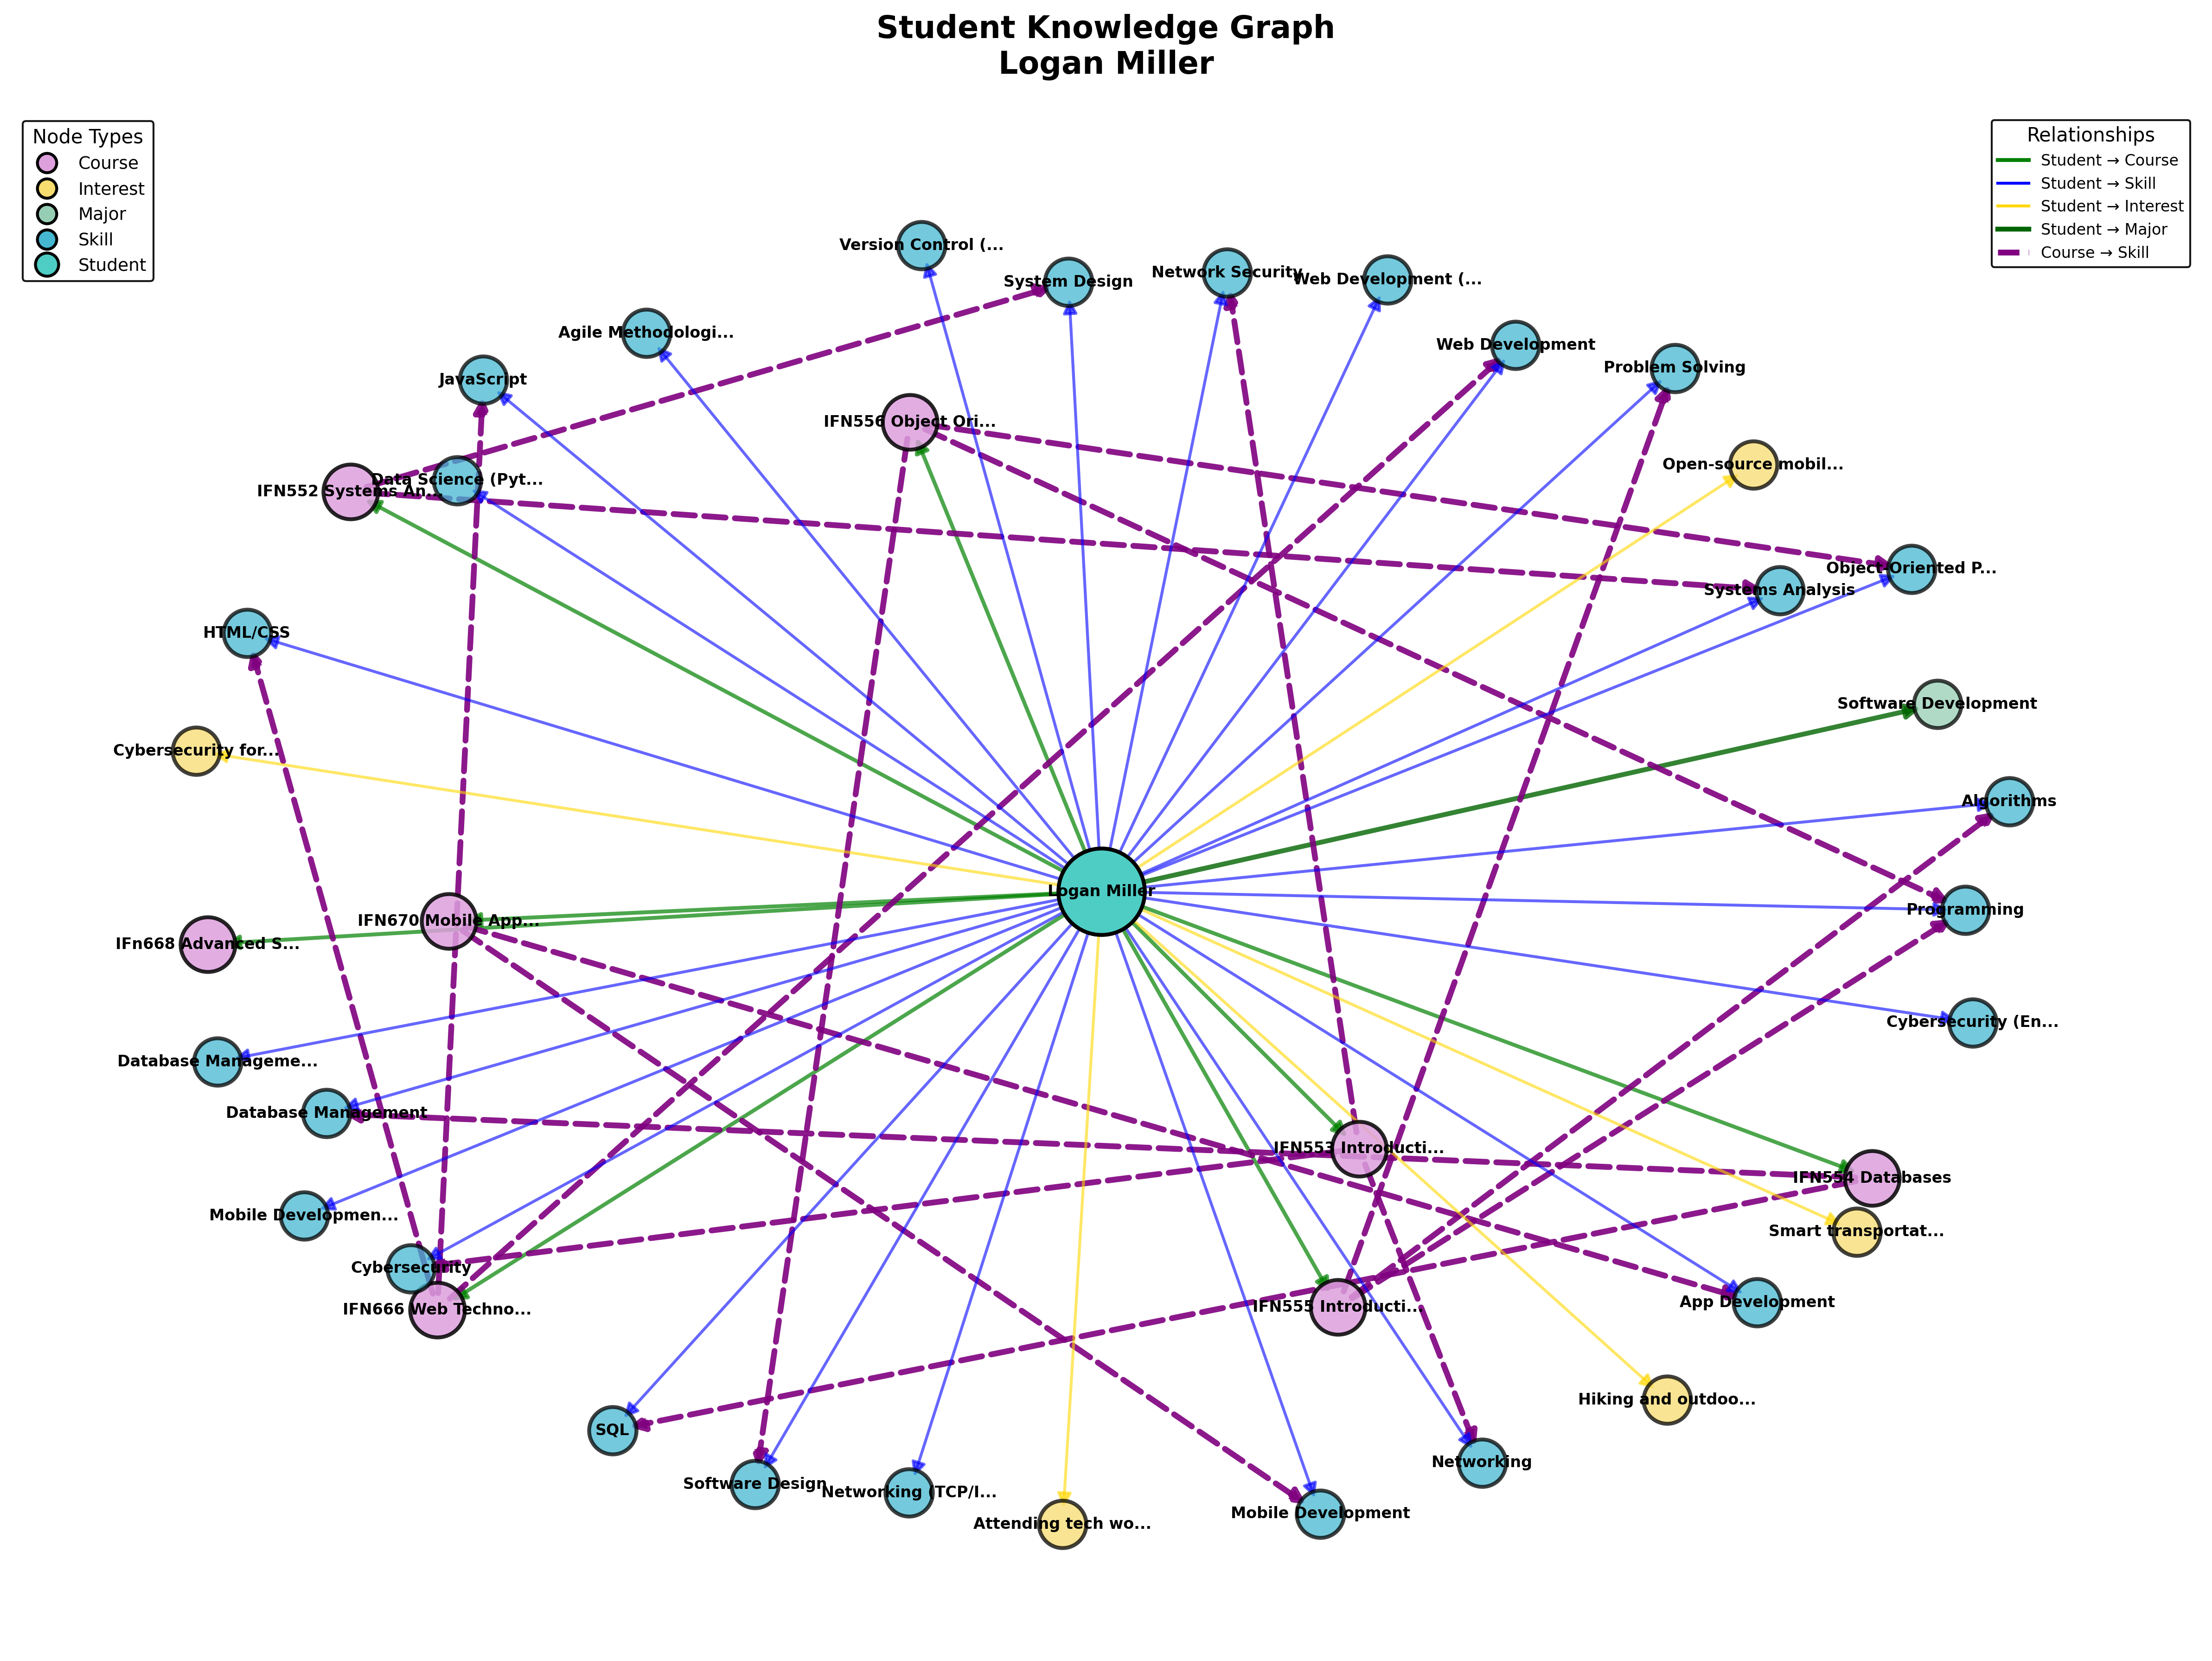 Student Knowledge Graph
Logan Miller
Node Types
Course
Interest
Major
Skill
Student
Relationships
Student → Course
Student → Skill
Student → Interest
Student → Major
Course → Skill
Version Control (...
System Design
Network Security
Web Development (...
Agile Methodologi...
Web Development
Problem Solving
JavaScript
IFN556 Object Ori...
Open-source mobil...
Data Science (Pyt...
IFN552 Systems An...
Object-Oriented P...
Systems Analysis
HTML/CSS
Software Development
Cybersecurity for...
Algorithms
Logan Miller
Programming
IFN670 Mobile App...
IFn668 Advanced S...
Cybersecurity (En...
Database Manageme...
Database Management
IFN553 Introducti...
IFN554 Databases
Mobile Developmen...
Smart transportat...
Cybersecurity
IFN666 Web Techno...
IFN555 Introducti...
App Development
Hiking and outdoo...
SQL
Networking
Software Design
Networking (TCP/I...
Mobile Development
Attending tech wo...